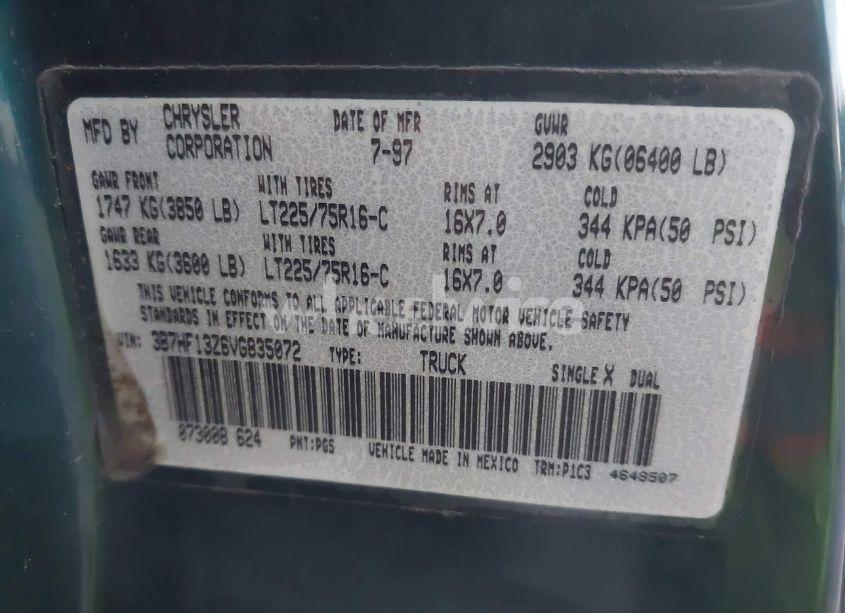 MFD BY CHRYSLER CORPORATION DATE OF MFR 7-97 GVWR 2903 KG(06400 LB)
GAWR FRONT WITH TIRES RIMS AT COLD
1747 KG(3850 LB) LT225/75R16-C 16X7.0 344 KPA(50 PSI)
GAWR REAR WITH TIRES RIMS AT COLD
1633 KG(3600 LB) LT225/75R16-C 16X7.0 344 KPA(50 PSI)
THIS VEHICLE CONFORMS TO ALL APPLICABLE FEDERAL MOTOR VEHICLE SAFETY
STANDARDS IN EFFECT ON THE DATE OF MANUFACTURE SHOWN ABOVE.
VIN: 3B7HF13Z6VG835072 TYPE: TRUCK SINGLE X DUAL
073008 624 PNT:PGS VEHICLE MADE IN MEXICO TRM:P1C3 4648507